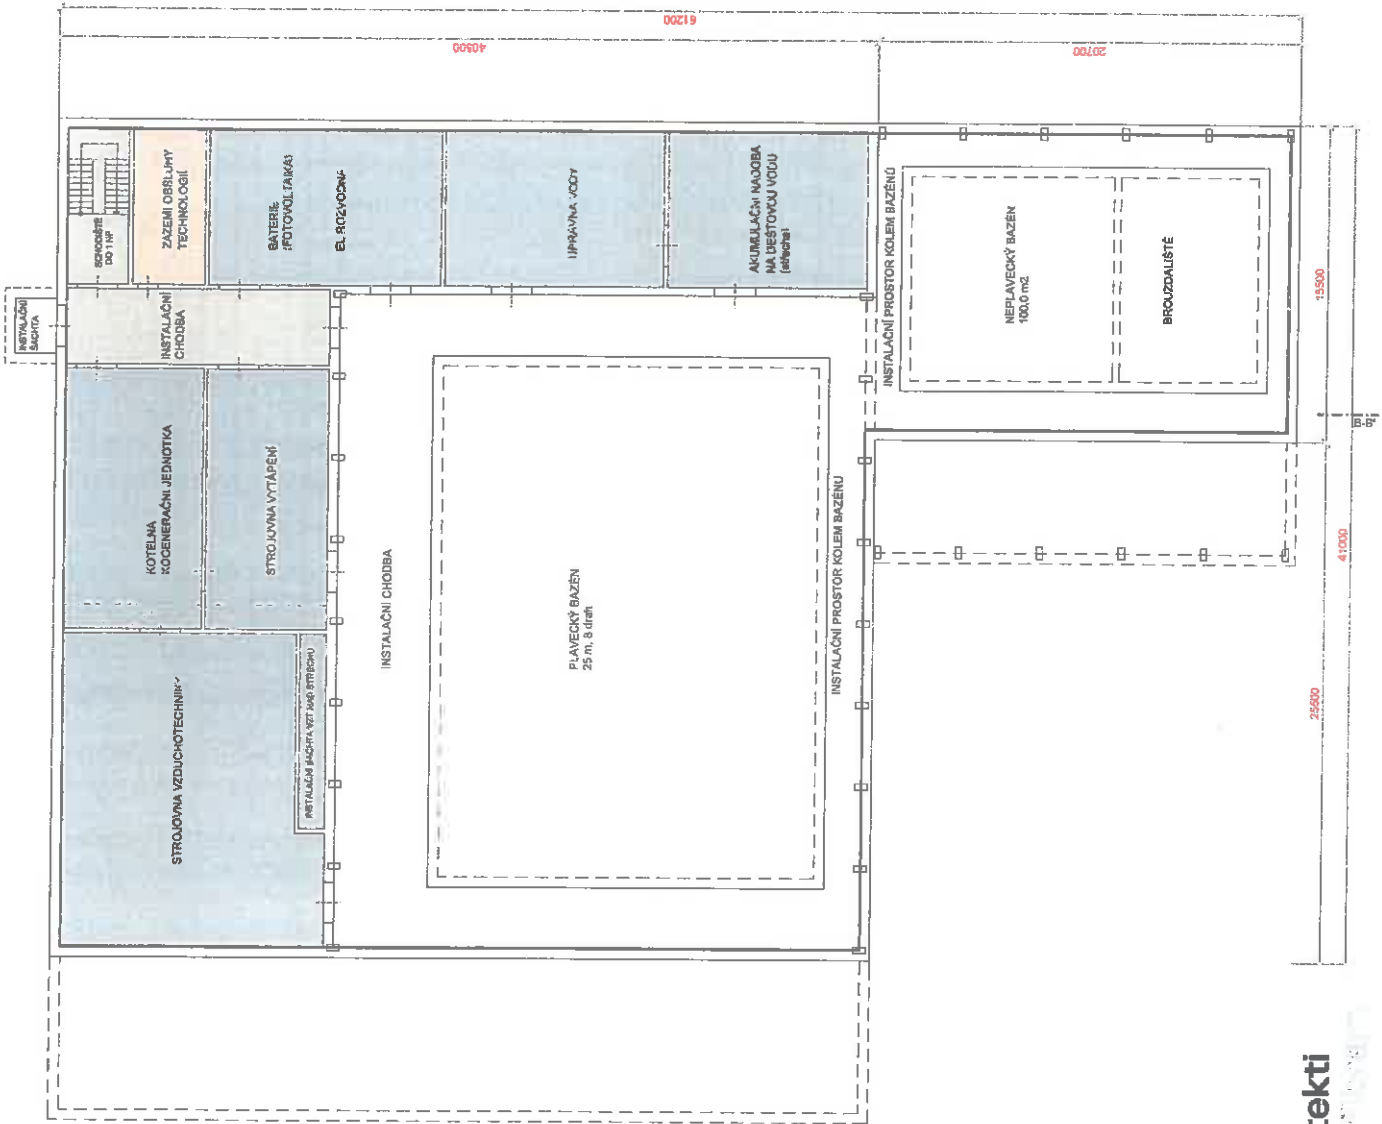 61200
40500
20700
INSTALAČNÍ
ŠACHTA
SCHODIŠTĚ
DO 1 NP
ZÁZEMÍ OBSLUHY
TECHNOLOGIÍ
BATERIE
(FOTOVOLTAIKA)
EL. ROZVODNA
ÚPRAVNA VODY
AKUMULAČNÍ NÁDOBA
NA DEŠŤOVOU VODU
(střecha)
INSTALAČNÍ
CHODBA
KOTELNA
KOGENERAČNÍ JEDNOTKA
STROJOVNA VYTÁPĚNÍ
STROJOVNA VZDUCHOTECHNIKY
INSTALAČNÍ ŠACHTA VZT NAD STŘECHU
INSTALAČNÍ CHODBA
PLAVECKÝ BAZÉN
25 m, 8 drah
INSTALAČNÍ PROSTOR KOLEM BAZÉNU
INSTALAČNÍ PROSTOR KOLEM BAZÉNU
NEPLAVECKÝ BAZÉN
100,0 m2
BROUZDALIŠTĚ
15500
B-B'
41000
25500
tekti